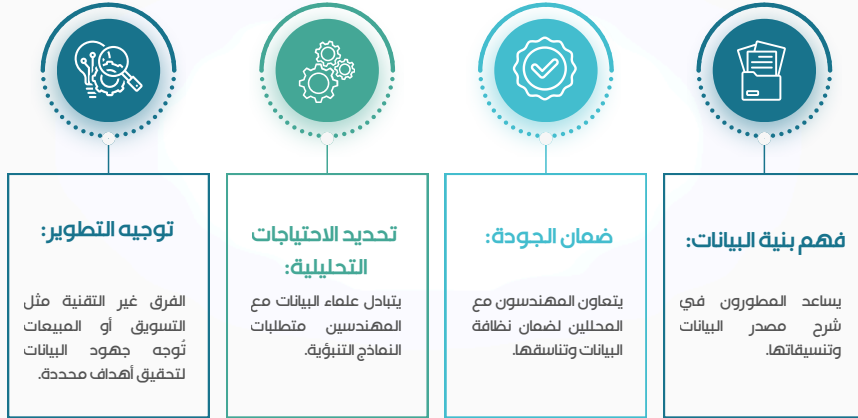 فهم بنية البيانات:
يساعد المطورون في
شرح مصدر البيانات
وتنسيقاتها.
ضمان الجودة:
يتعاون المهندسون مع
المحللين لضمان نظافة
البيانات وتناسقها.
تحديد الاحتياجات
التحليلية:
يتبادل علماء البيانات مع
المهندسين متطلبات
النماذج التنبؤية.
توجيه التطوير:
الفرق غير التقنية مثل
التسويق أو المبيعات
تُوجه جهود البيانات
لتحقيق أهداف محددة.